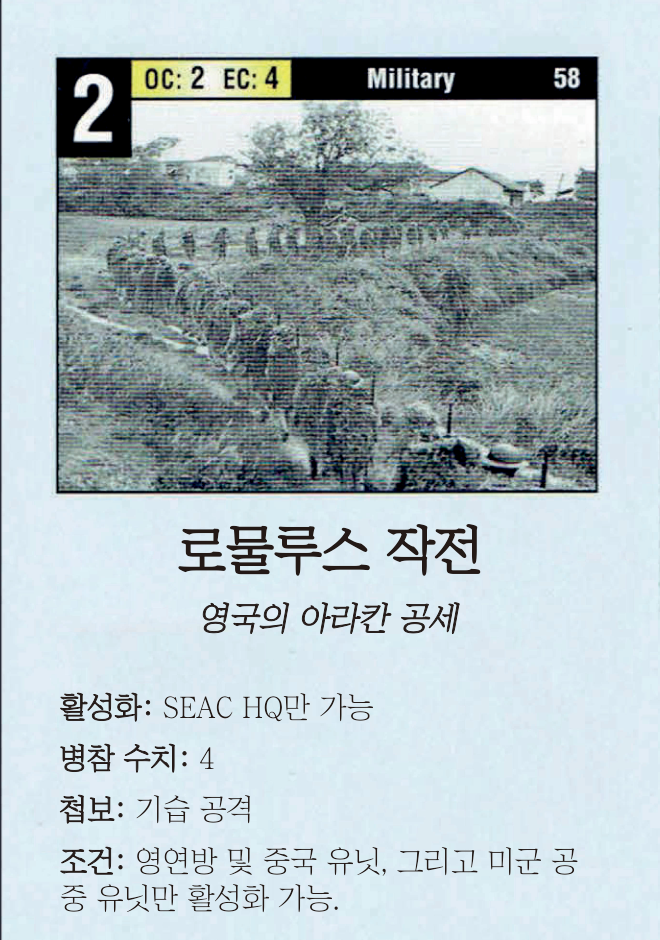 2 OC: 2 EC: 4 Military 58
로물루스 작전
영국의 아라칸 공세
활성화: SEAC HQ만 가능
병참 수치: 4
첩보: 기습 공격
조건: 영연방 및 중국 유닛, 그리고 미군 공
중 유닛만 활성화 가능.